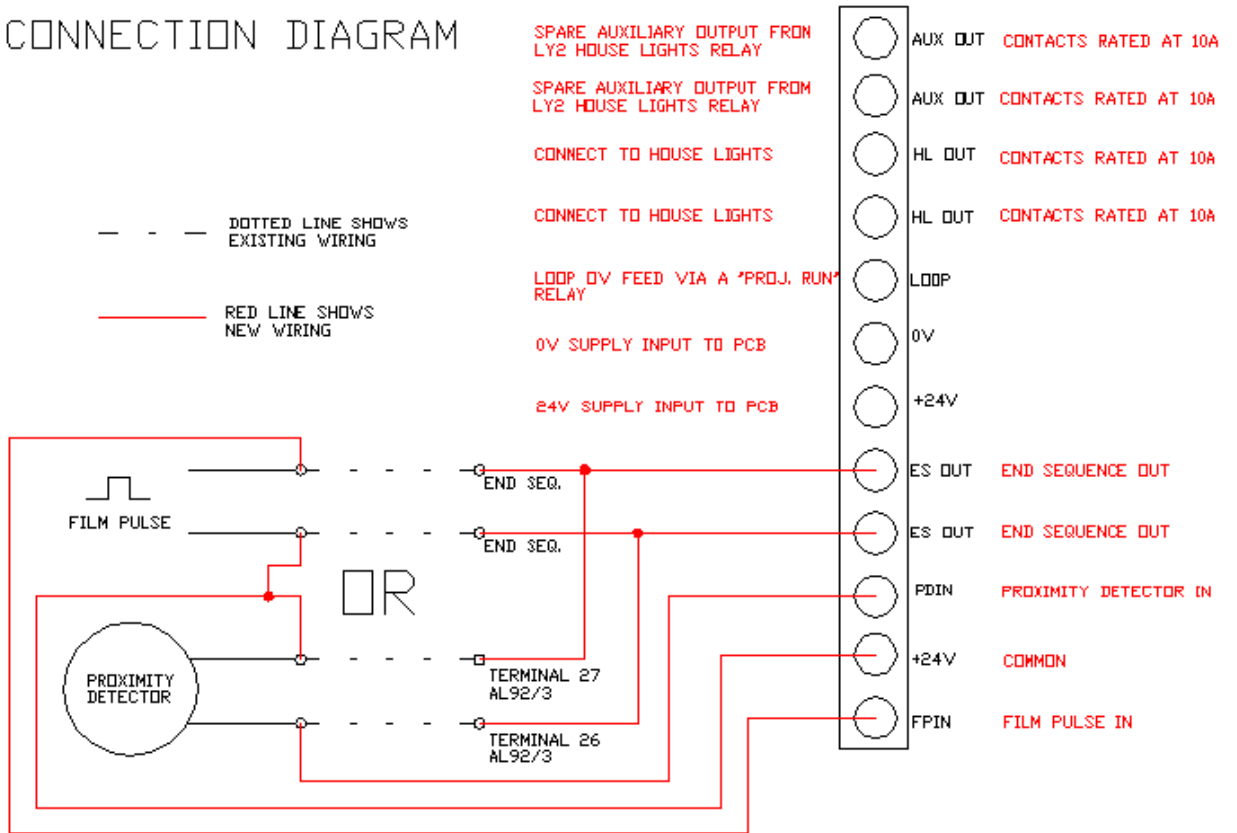 CONNECTION DIAGRAM
SPARE AUXILIARY OUTPUT FROM
LY2 HOUSE LIGHTS RELAY
AUX OUT CONTACTS RATED AT 10A
SPARE AUXILIARY OUTPUT FROM
LY2 HOUSE LIGHTS RELAY
AUX OUT CONTACTS RATED AT 10A
CONNECT TO HOUSE LIGHTS
HL OUT CONTACTS RATED AT 10A
CONNECT TO HOUSE LIGHTS
HL OUT CONTACTS RATED AT 10A
DOTTED LINE SHOWS
EXISTING WIRING
LOOP 0V FEED VIA A "PROJ. RUN"
RELAY
LOOP
RED LINE SHOWS
NEW WIRING
0V SUPPLY INPUT TO PCB
0V
24V SUPPLY INPUT TO PCB
+24V
FILM PULSE
END SEQ.
ES OUT END SEQUENCE OUT
END SEQ.
ES OUT END SEQUENCE OUT
OR
PDIN PROXIMITY DETECTOR IN
PROXIMITY
DETECTOR
TERMINAL 27
AL92/3
+24V COMMON
TERMINAL 26
AL92/3
FPIN FILM PULSE IN